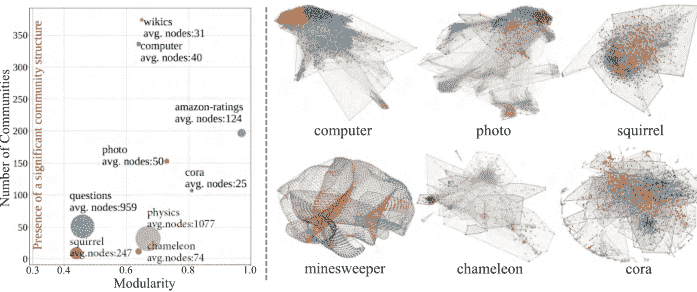 Number of Communities
Presence of a significant community structure
350
300
250
200
150
100
50
0
wikics
avg. nodes:31
computer
avg. nodes:40
amazon-ratings
avg. nodes:124
photo
avg. nodes:50
cora
avg. nodes:25
questions
avg. nodes:959
physics
avg. nodes:1077
squirrel
avg. nodes:247
chameleon
avg. nodes:74
0.3 0.4 0.6 0.8 1.0
Modularity
computer photo squirrel
minesweeper chameleon cora